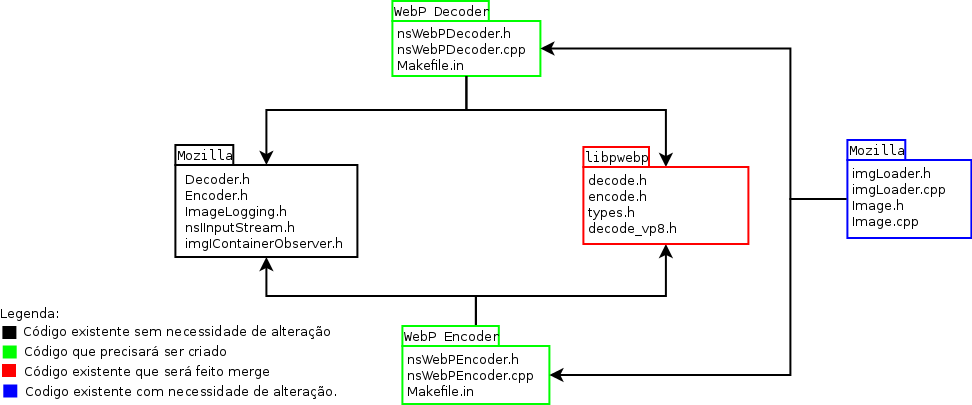 WebP Decoder
nsWebPDecoder.h
nsWebPDecoder.cpp
Makefile.in
Mozilla
Decoder.h
Encoder.h
ImageLogging.h
nsIInputStream.h
imgIContainerObserver.h
libpwebp
decode.h
encode.h
types.h
decode_vp8.h
Mozilla
imgLoader.h
imgLoader.cpp
Image.h
Image.cpp
WebP Encoder
nsWebPEncoder.h
nsWebPEncoder.cpp
Makefile.in
Legenda:
Código existente sem necessidade de alteração
Código que precisará ser criado
Código existente que será feito merge
Codigo existente com necessidade de alteração.